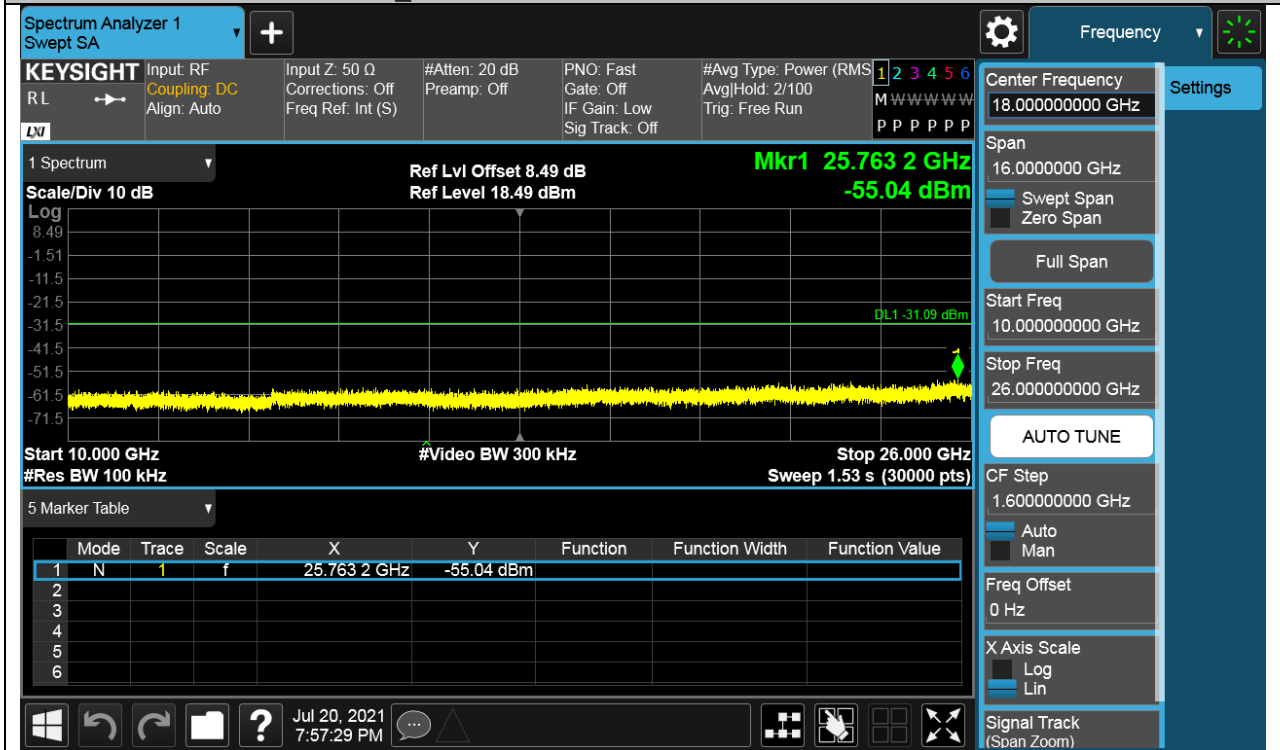 Spectrum Analyzer 1
Swept SA
+
Frequency
KEYSIGHT
RL
LXI
Input: RF
Coupling: DC
Align: Auto
Input Z: 50 Ω
Corrections: Off
Freq Ref: Int (S)
#Atten: 20 dB
Preamp: Off
PNO: Fast
Gate: Off
IF Gain: Low
Sig Track: Off
#Avg Type: Power (RMS
Avg|Hold: 2/100
Trig: Free Run
1 2 3 4 5 6
M W W W W W
P P P P P P
Center Frequency
18.000000000 GHz
Settings
Span
16.0000000 GHz
Swept Span
Zero Span
Full Span
Start Freq
10.000000000 GHz
Stop Freq
26.000000000 GHz
AUTO TUNE
CF Step
1.600000000 GHz
Auto
Man
Freq Offset
0 Hz
X Axis Scale
Log
Lin
Signal Track
(Span Zoom)
1 Spectrum
Scale/Div 10 dB
Ref Lvl Offset 8.49 dB
Ref Level 18.49 dBm
Mkr1 25.763 2 GHz
-55.04 dBm
Log
8.49
-1.51
-11.5
-21.5
-31.5
-41.5
-51.5
-61.5
-71.5
DL1 -31.09 dBm
1
Start 10.000 GHz
#Res BW 100 kHz
#Video BW 300 kHz
Stop 26.000 GHz
Sweep 1.53 s (30000 pts)
5 Marker Table
Mode Trace Scale X Y Function Function Width Function Value
1 N 1 f 25.763 2 GHz -55.04 dBm
2
3
4
5
6
?
Jul 20, 2021
7:57:29 PM